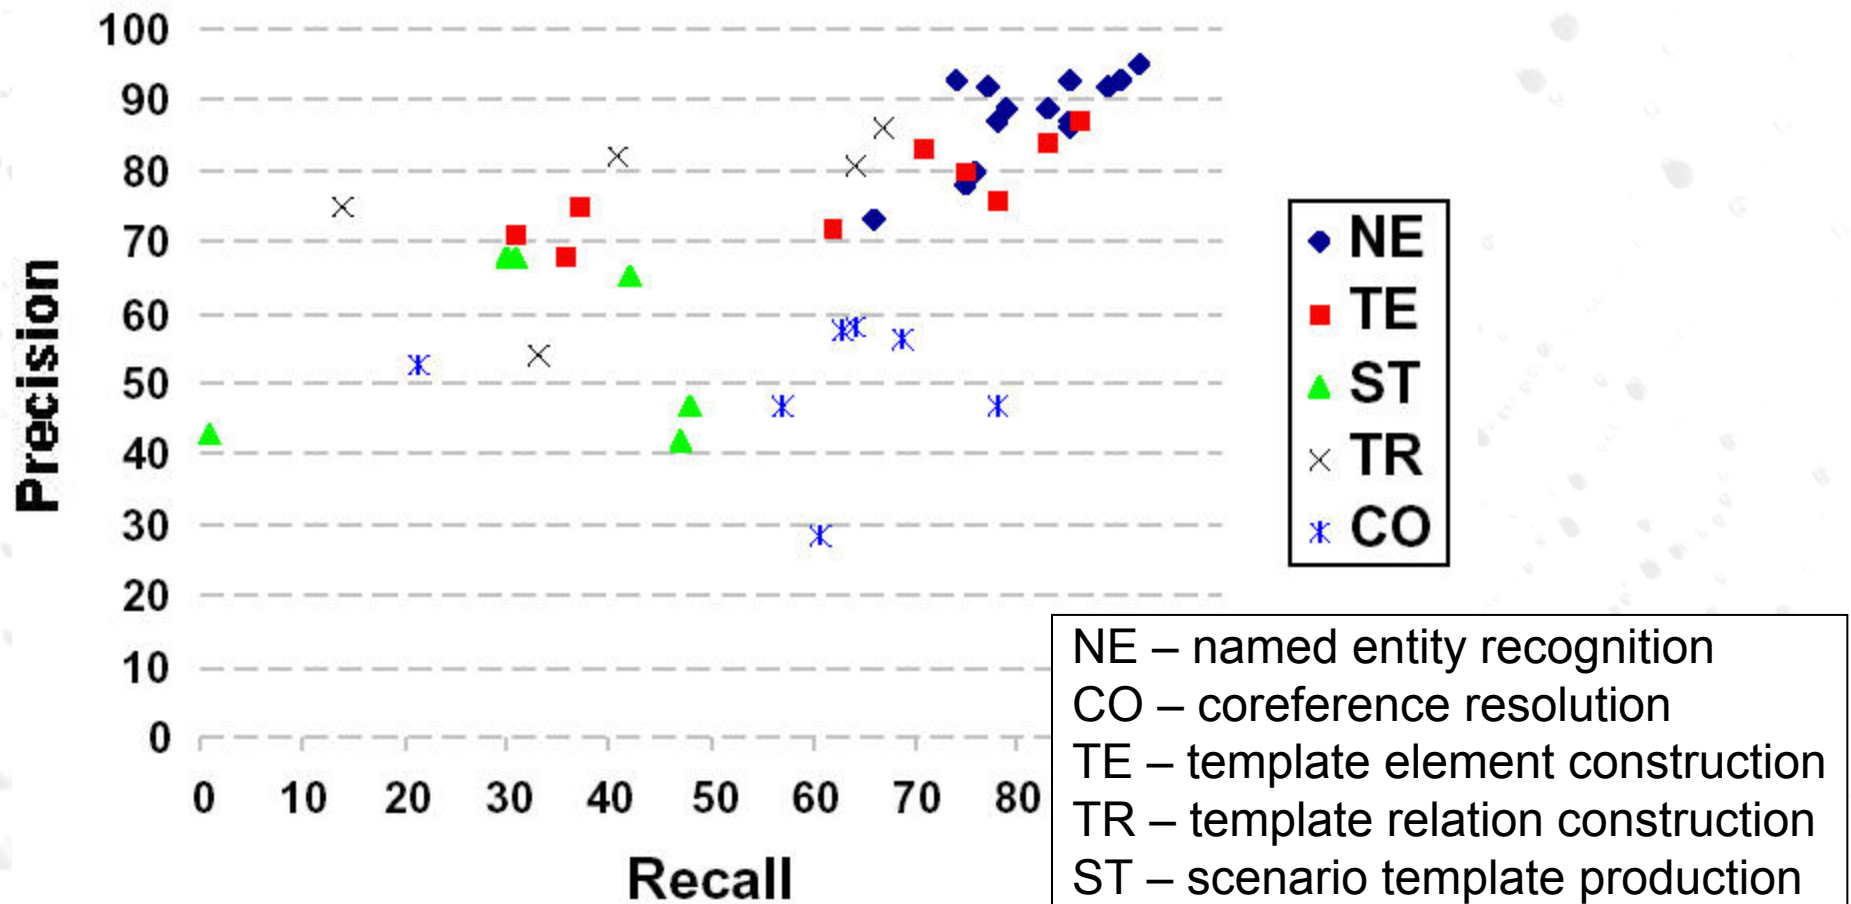 100
90
80
70
60
50
40
30
20
10
0
Precision
0 10 20 30 40 50 60 70 80
Recall
NE
TE
ST
TR
CO
NE – named entity recognition
CO – coreference resolution
TE – template element construction
TR – template relation construction
ST – scenario template production